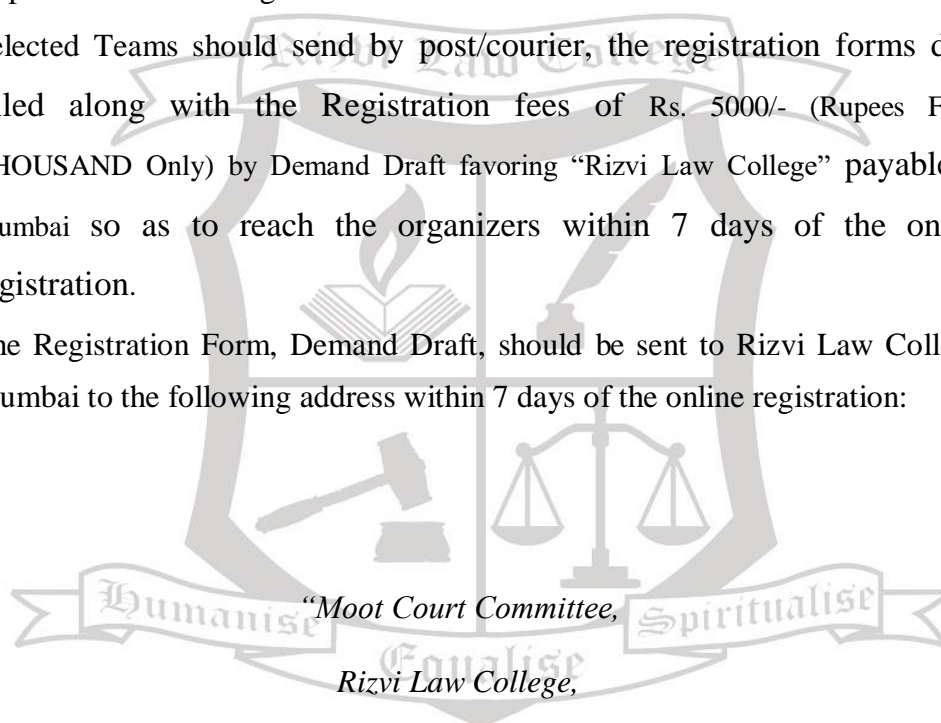 Rizvi Law College
elected Teams should send by post/courier, the registration forms d
lled along with the Registration fees of Rs. 5000/- (Rupees F
HOUSAND Only) by Demand Draft favoring “Rizvi Law College” payable
umbai so as to reach the organizers within 7 days of the on
gistration.
ne Registration Form, Demand Draft, should be sent to Rizvi Law Coll
umbai to the following address within 7 days of the online registration:
Humanise
“Moot Court Committee,
Spiritualise
Equalise
Rizvi Law College,